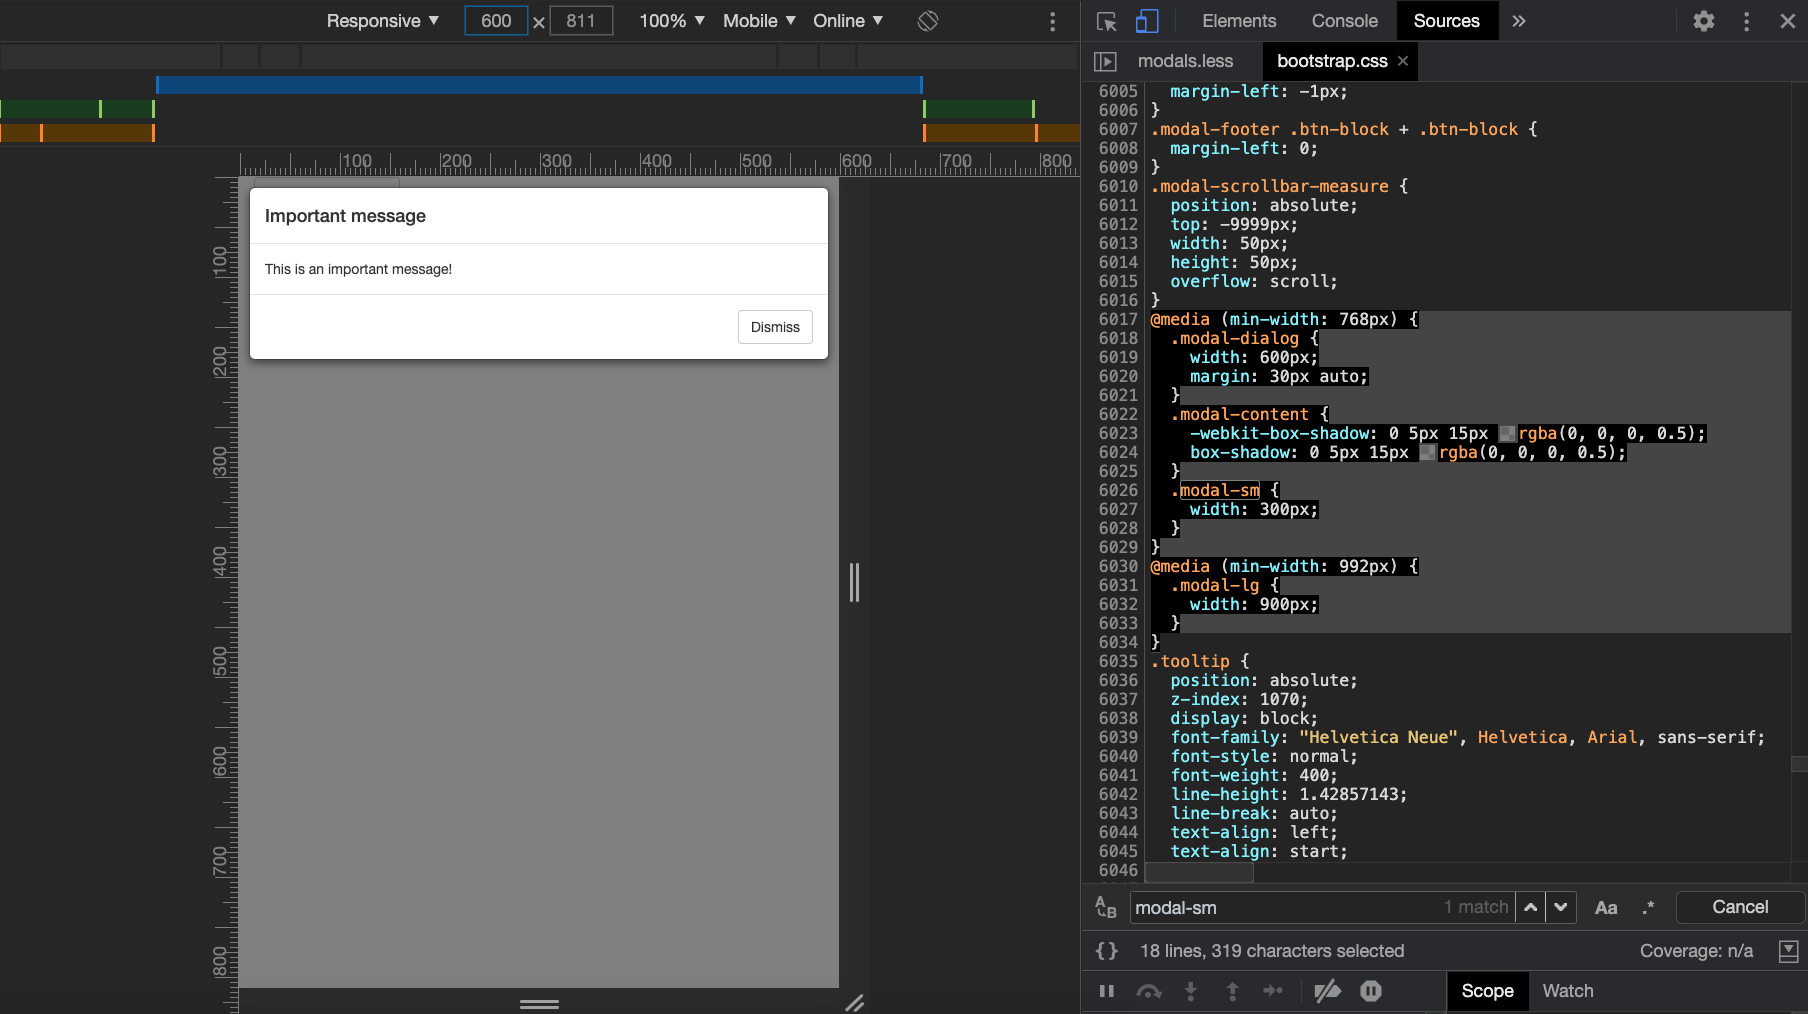 Responsive ▼ 600 × 811 100% ▼ Mobile ▼ Online ▼
100 200 300 400 500 600 700 800
100
200
300
400
500
600
700
800
Important message
This is an important message!
Dismiss
Elements Console Sources »
modals.less bootstrap.css ×
6005 margin-left: -1px;
6006 }
6007 .modal-footer .btn-block + .btn-block {
6008 margin-left: 0;
6009 }
6010 .modal-scrollbar-measure {
6011 position: absolute;
6012 top: -9999px;
6013 width: 50px;
6014 height: 50px;
6015 overflow: scroll;
6016 }
6017 @media (min-width: 768px) {
6018 .modal-dialog {
6019 width: 600px;
6020 margin: 30px auto;
6021 }
6022 .modal-content {
6023 -webkit-box-shadow: 0 5px 15px rgba(0, 0, 0, 0.5);
6024 box-shadow: 0 5px 15px rgba(0, 0, 0, 0.5);
6025 }
6026 .modal-sm {
6027 width: 300px;
6028 }
6029 }
6030 @media (min-width: 992px) {
6031 .modal-lg {
6032 width: 900px;
6033 }
6034 }
6035 .tooltip {
6036 position: absolute;
6037 z-index: 1070;
6038 display: block;
6039 font-family: "Helvetica Neue", Helvetica, Arial, sans-serif;
6040 font-style: normal;
6041 font-weight: 400;
6042 line-height: 1.42857143;
6043 line-break: auto;
6044 text-align: left;
6045 text-align: start;
6046
modal-sm 1 match Aa .* Cancel
{} 18 lines, 319 characters selected Coverage: n/a
Scope Watch